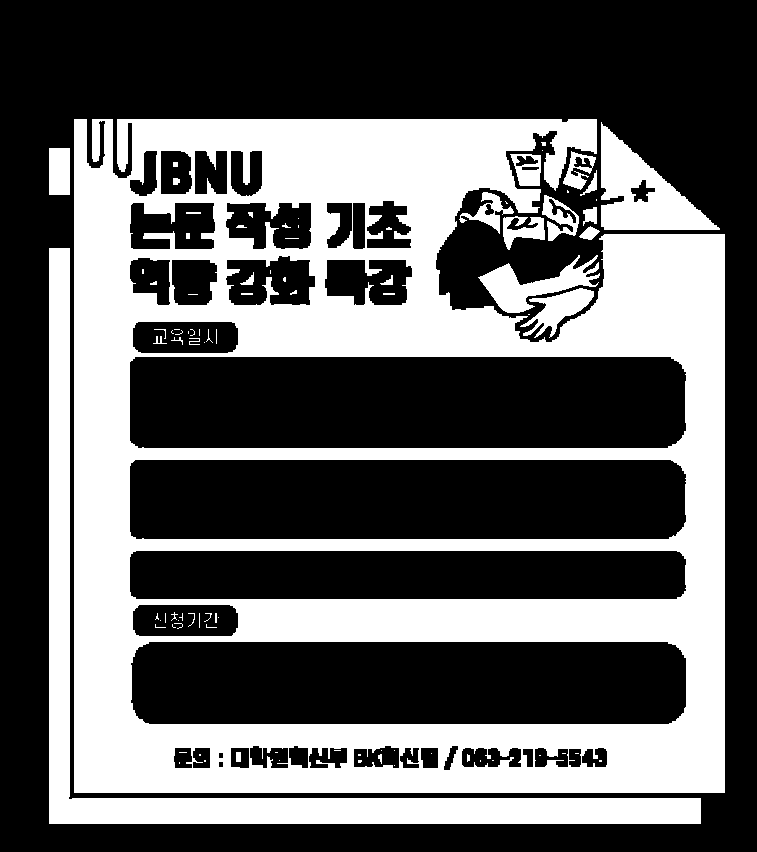 JBNU
논문 작성 기초
역량 강화 특강
교육일시
신청기간
문의 : 대학원혁신부 BK혁신팀 / 063-219-5543